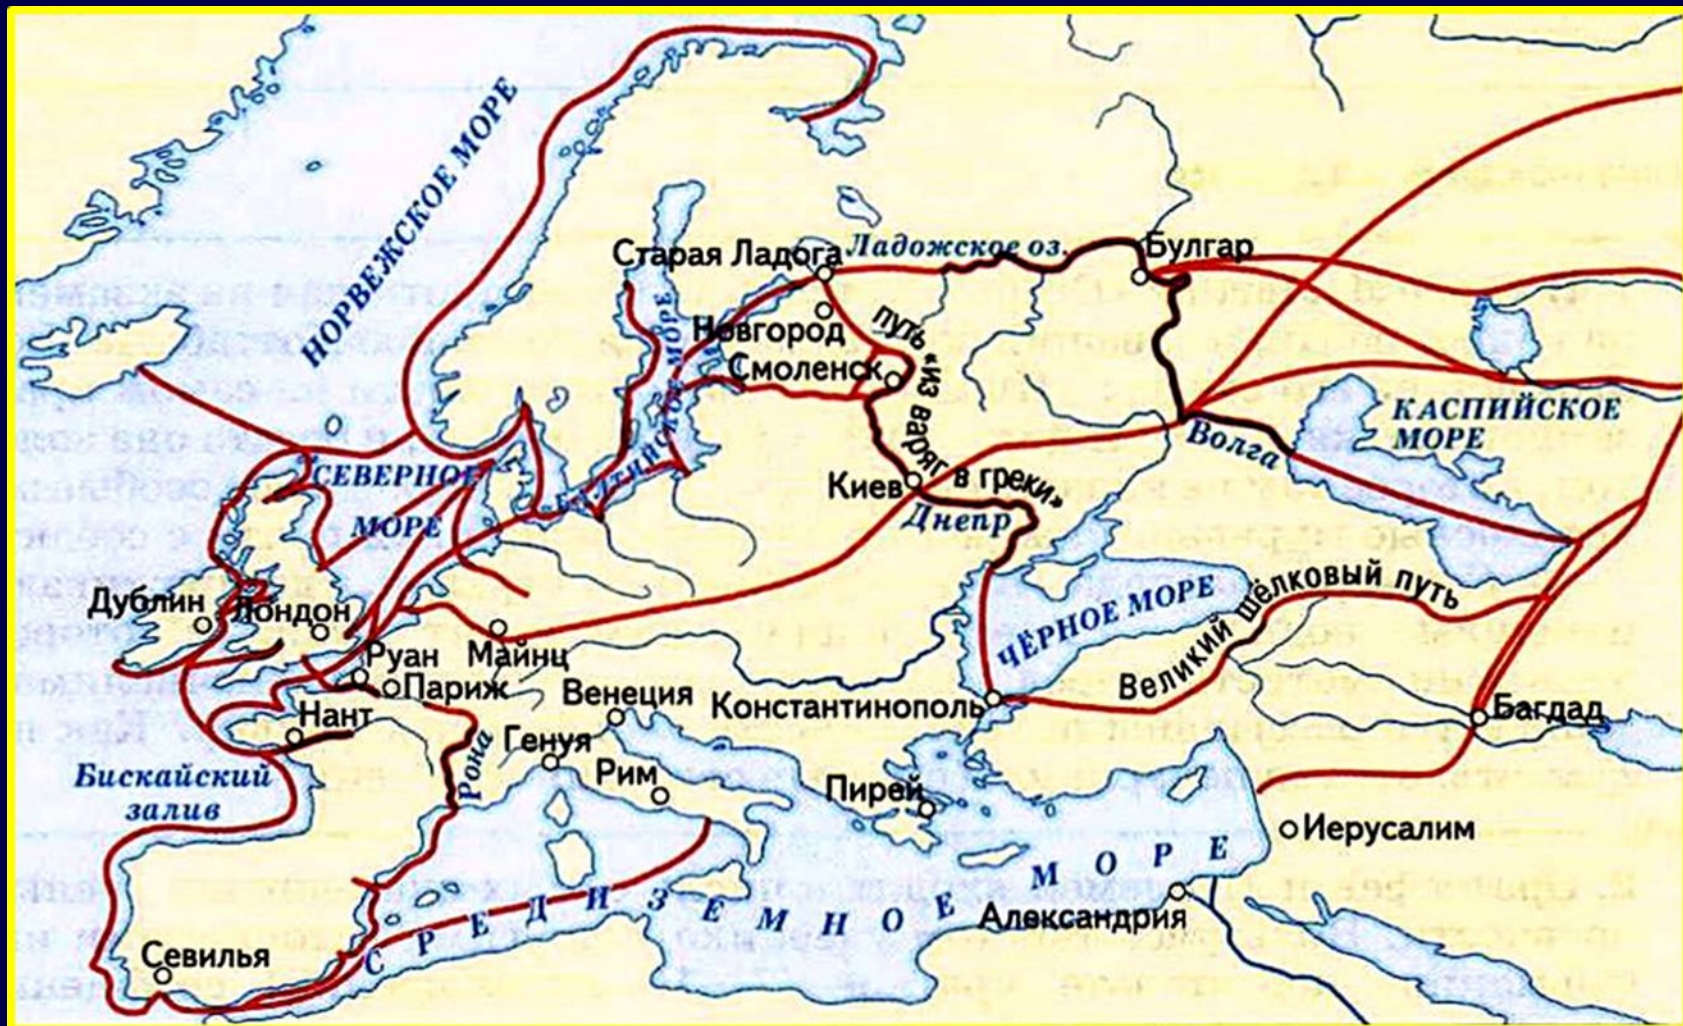 НОРВЕЖСКОЕ МОРЕ
Старая Ладога
Ладожское оз.
Булгар
Новгород
путь «из варяг в греки»
Смоленск
КАСПИЙСКОЕ
МОРЕ
Волга
СЕВЕРНОЕ
МОРЕ
БАЛТИЙСКОЕ МОРЕ
Киев
Днепр
Дублин
Лондон
ЧЁРНОЕ МОРЕ
Великий шёлковый путь
Руан
Майнц
Париж
Венеция
Константинополь
Багдад
Нант
Генуя
Рона
Бискайский
залив
Рим
Пирей
Иерусалим
СРЕДИЗЕМНОЕ МОРЕ
Александрия
Севилья